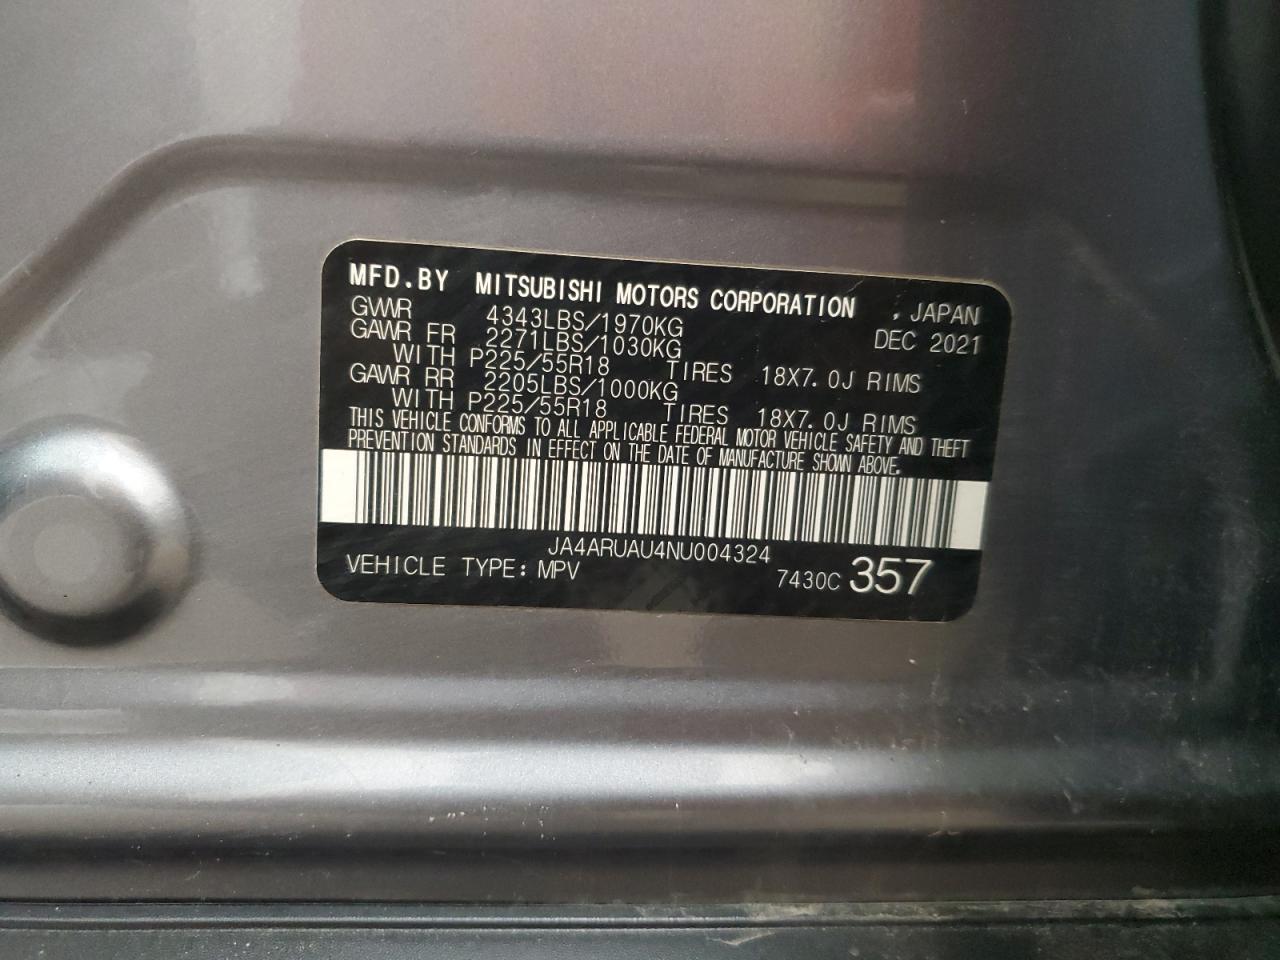 MFD.BY MITSUBISHI MOTORS CORPORATION , JAPAN
GVWR 4343LBS/1970KG DEC 2021
GAWR FR 2271LBS/1030KG
WITH P225/55R18 TIRES 18X7.0J RIMS
GAWR RR 2205LBS/1000KG
WITH P225/55R18 TIRES 18X7.0J RIMS
THIS VEHICLE CONFORMS TO ALL APPLICABLE FEDERAL MOTOR VEHICLE SAFETY AND THEFT
PREVENTION STANDARDS IN EFFECT ON THE DATE OF MANUFACTURE SHOWN ABOVE.
JA4ARUAU4NU004324
VEHICLE TYPE: MPV 7430C 357